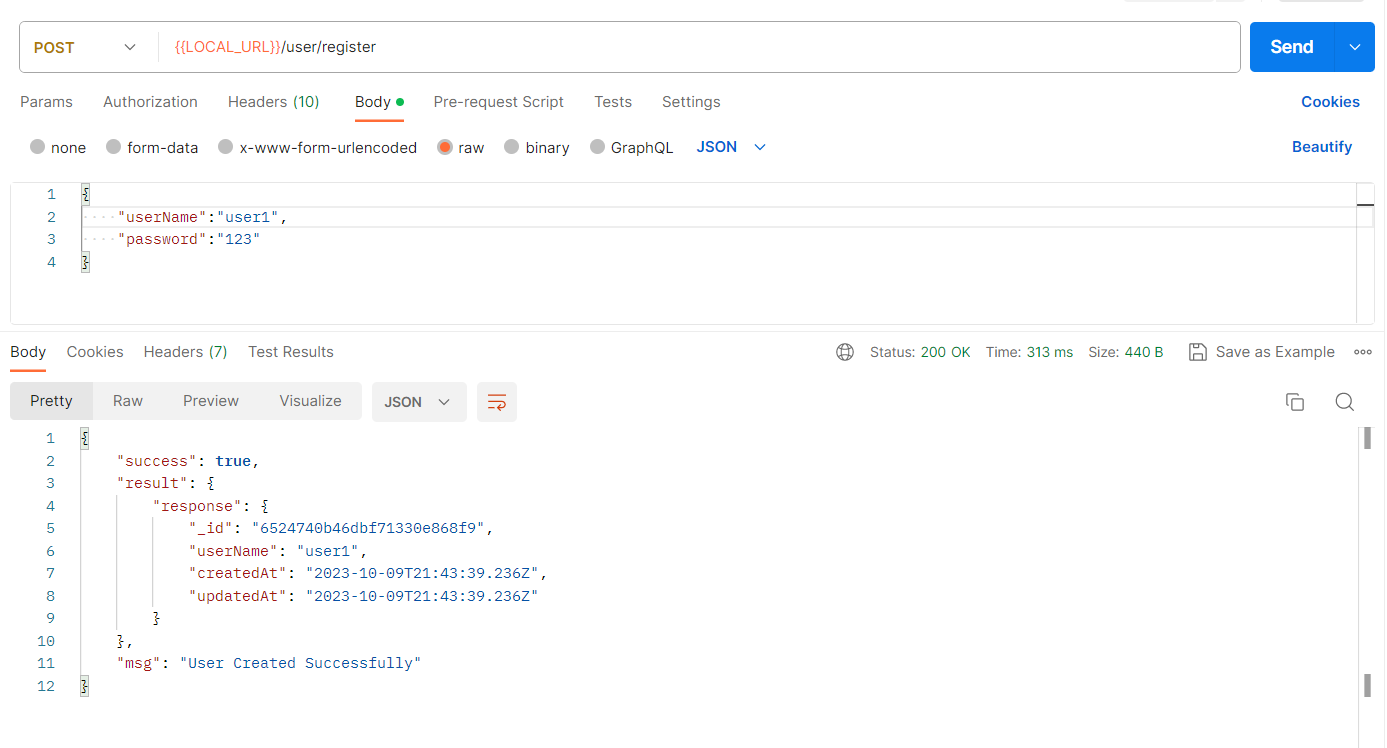 POST {{LOCAL_URL}}/user/register Send
Params Authorization Headers (10) Body Pre-request Script Tests Settings Cookies
none form-data x-www-form-urlencoded raw binary GraphQL JSON Beautify
1 {
2 "userName":"user1",
3 "password":"123"
4 }
Body Cookies Headers (7) Test Results Status: 200 OK Time: 313 ms Size: 440 B Save as Example
Pretty Raw Preview Visualize JSON
1 {
2 "success": true,
3 "result": {
4 "response": {
5 "_id": "6524740b46dbf71330e868f9",
6 "userName": "user1",
7 "createdAt": "2023-10-09T21:43:39.236Z",
8 "updatedAt": "2023-10-09T21:43:39.236Z"
9 }
10 },
11 "msg": "User Created Successfully"
12 }